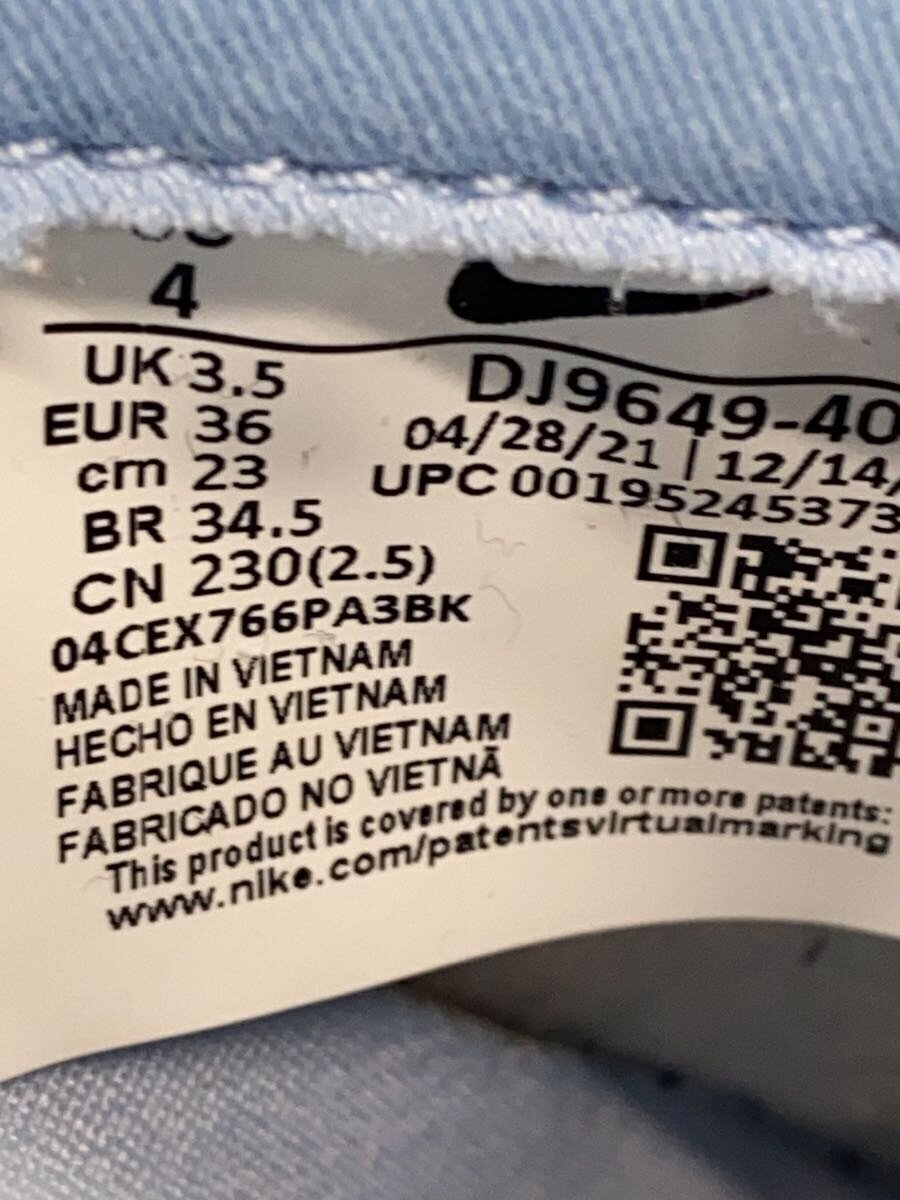 4
UK 3.5
EUR 36
cm 23
BR 34.5
CN 230(2.5)
04CEX766PA3BK
DJ9649-40
04/28/21 | 12/14/
UPC 00195245373
MADE IN VIETNAM
HECHO EN VIETNAM
FABRIQUE AU VIETNAM
FABRICADO NO VIETNÃ
This product is covered by one or more patents:
www.nike.com/patentsvirtualmarking